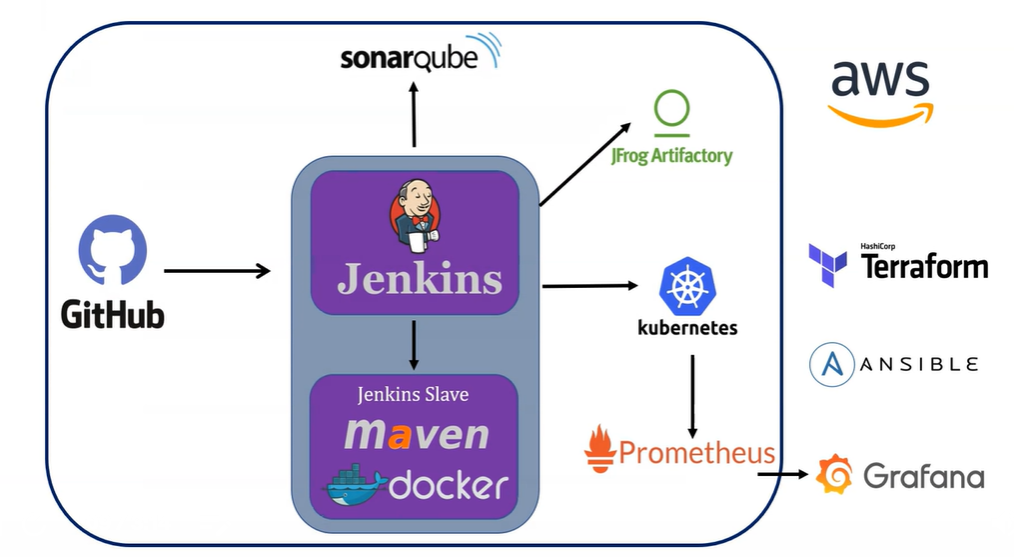 sonarqube
aws
JFrog Artifactory
Jenkins
GitHub
HashiCorp
Terraform
kubernetes
ANSIBLE
Jenkins Slave
maven
docker
Prometheus
Grafana